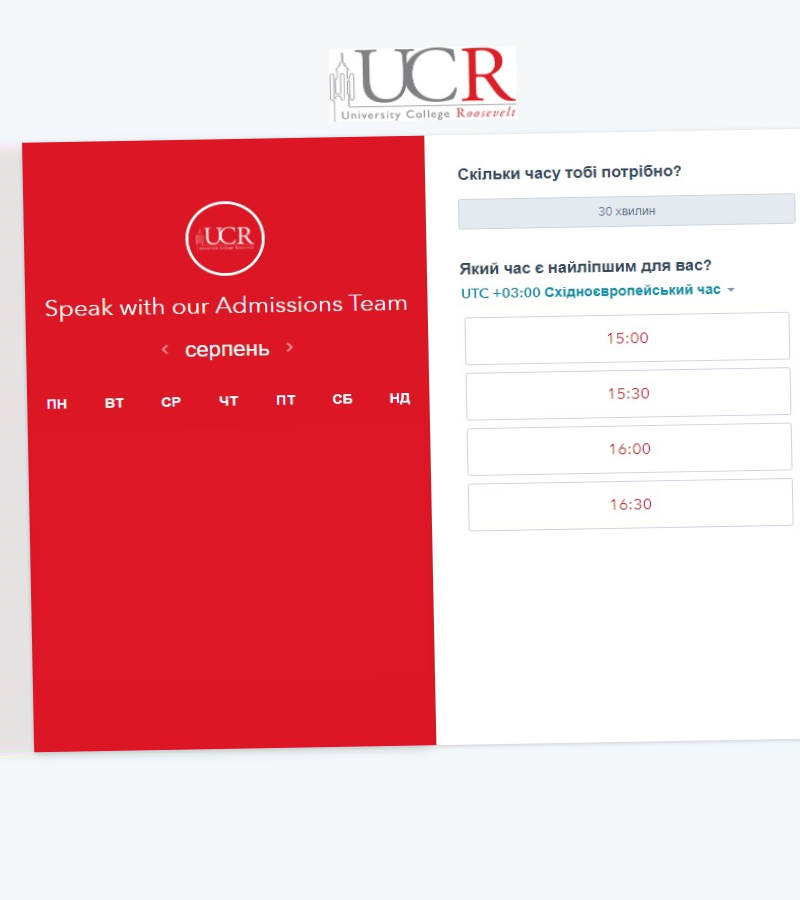 UCR
University College Roosevelt
UCR
Speak with our Admissions Team
серпень
ПН ВТ СР ЧТ ПТ СБ НД
Скільки часу тобі потрібно?
30 хвилин
Який час є найліпшим для вас?
UTC +03:00 Східноєвропейський час
15:00
15:30
16:00
16:30